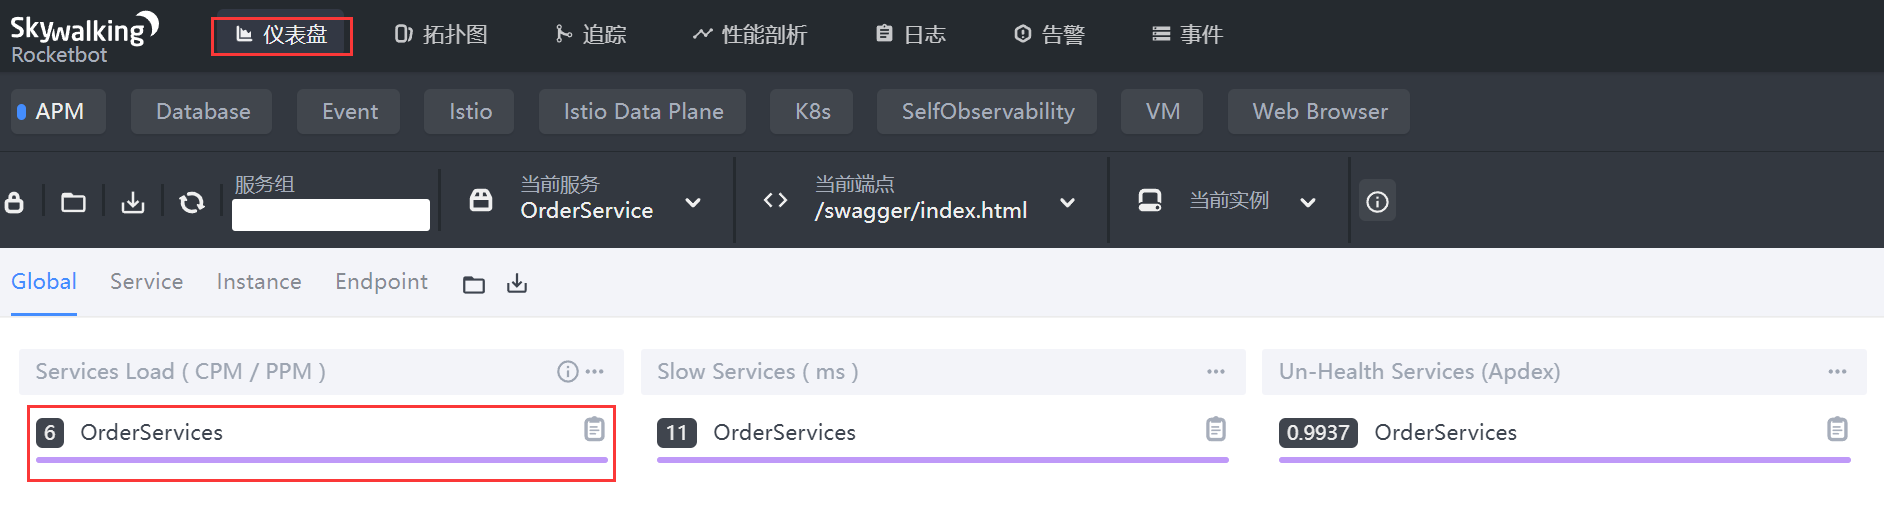 Skywalking
Rocketbot
仪表盘
拓扑图
追踪
性能剖析
日志
告警
事件
APM
Database
Event
Istio
Istio Data Plane
K8s
SelfObservability
VM
Web Browser
服务组
当前服务
OrderService
当前端点
/swagger/index.html
当前实例
Global
Service
Instance
Endpoint
Services Load ( CPM / PPM )
6 OrderServices
Slow Services ( ms )
11 OrderServices
Un-Health Services (Apdex)
0.9937 OrderServices